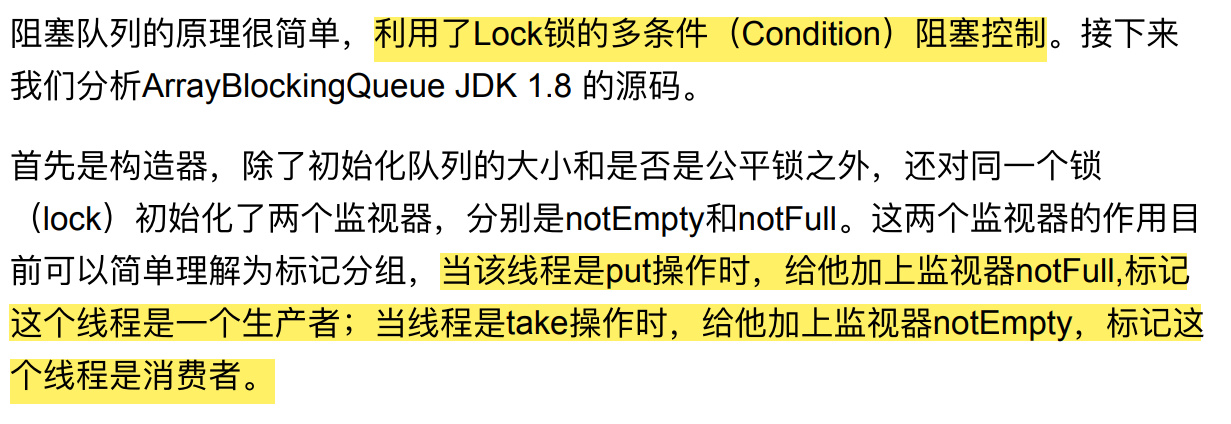 阻塞队列的原理很简单，利用了Lock锁的多条件（Condition）阻塞控制。接下来
我们分析ArrayBlockingQueue JDK 1.8 的源码。
首先是构造器，除了初始化队列的大小和是否是公平锁之外，还对同一个锁
（lock）初始化了两个监视器，分别是notEmpty和notFull。这两个监视器的作用目
前可以简单理解为标记分组，当该线程是put操作时，给他加上监视器notFull,标记
这个线程是一个生产者；当线程是take操作时，给他加上监视器notEmpty，标记这
个线程是消费者。